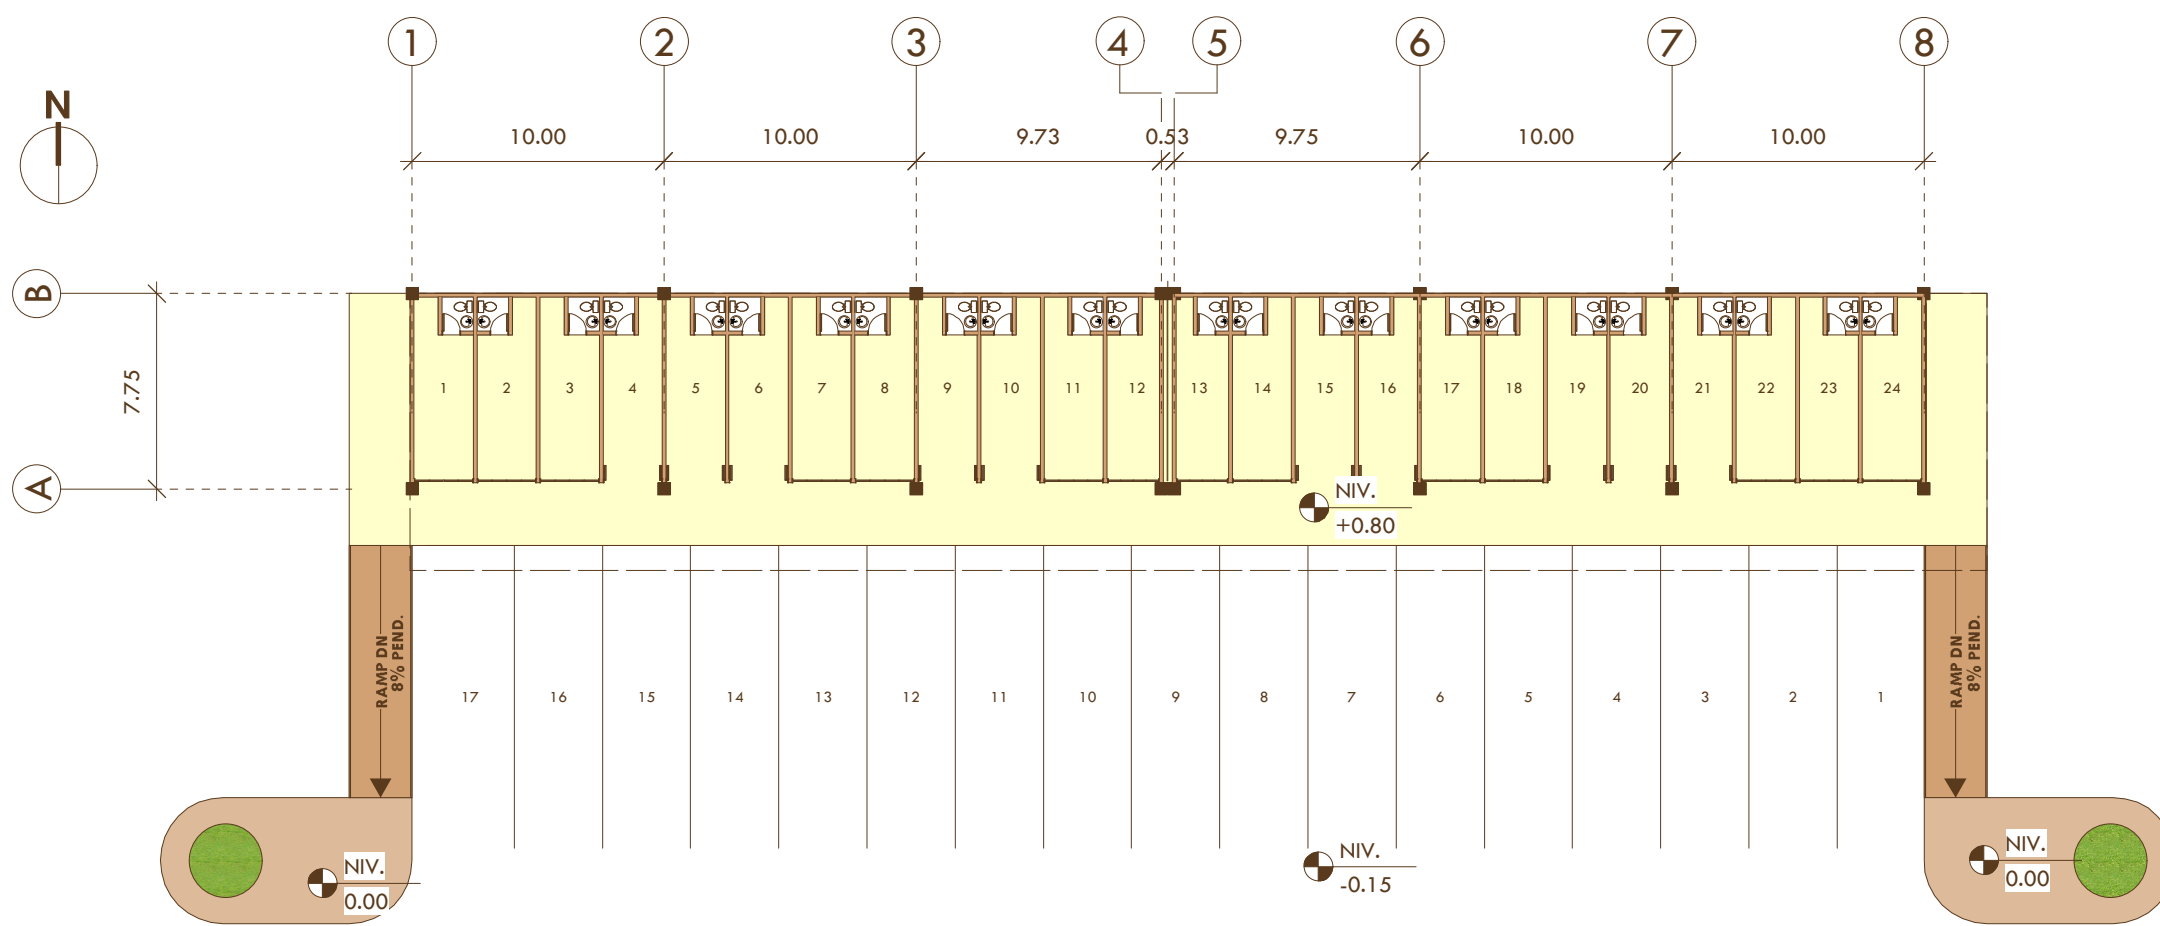 1 2 3 4 5 6 7 8
N
10.00 10.00 9.73 0.53 9.75 10.00 10.00
B
7.75
A
1 2 3 4 5 6 7 8 9 10 11 12 13 14 15 16 17 18 19 20 21 22 23 24
NIV.
+0.80
RAMP DN
8% PEND.
17 16 15 14 13 12 11 10 9 8 7 6 5 4 3 2 1
RAMP DN
8% PEND.
NIV.
0.00
NIV.
-0.15
NIV.
0.00